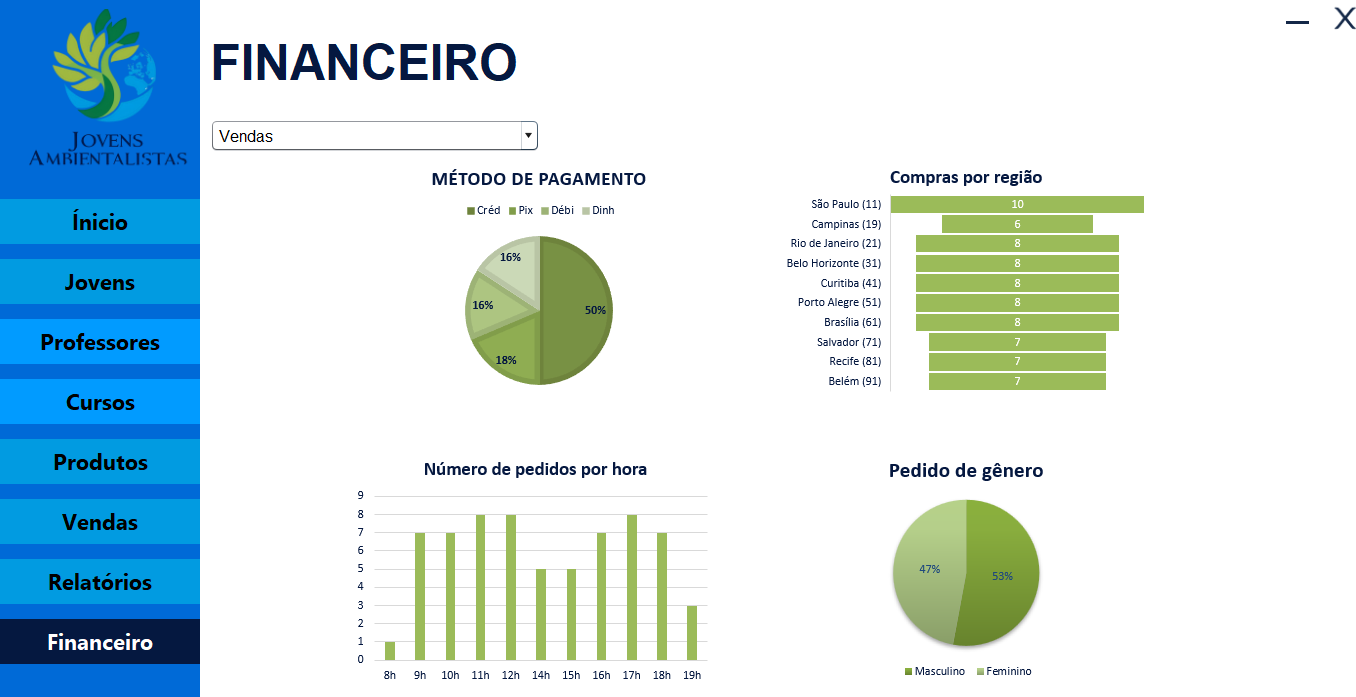 JOVENS
AMBIENTALISTAS
Ínicio
Jovens
Professores
Cursos
Produtos
Vendas
Relatórios
Financeiro
X
FINANCEIRO
Vendas
MÉTODO DE PAGAMENTO
Créd Pix Débi Dinh
16%
16%
50%
18%
Compras por região
São Paulo (11) 10
Campinas (19) 6
Rio de Janeiro (21) 8
Belo Horizonte (31) 8
Curitiba (41) 8
Porto Alegre (51) 8
Brasília (61) 8
Salvador (71) 7
Recife (81) 7
Belém (91) 7
Número de pedidos por hora
9
8
7
6
5
4
3
2
1
0
8h 9h 10h 11h 12h 14h 15h 16h 17h 18h 19h
Pedido de gênero
47% 53%
Masculino Feminino